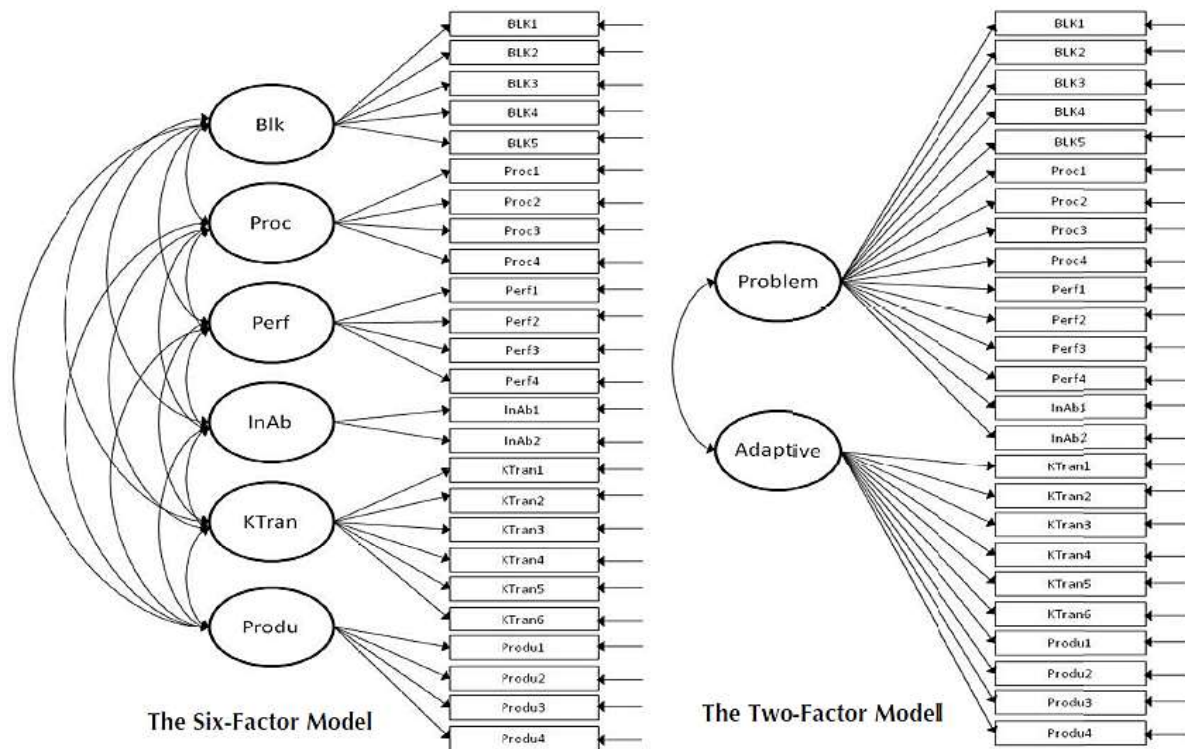 Blk
Proc
Perf
InAb
KTran
Produ
BLK1
BLK2
BLK3
BLK4
BLK5
Proc1
Proc2
Proc3
Proc4
Perf1
Perf2
Perf3
Perf4
InAb1
InAb2
KTran1
KTran2
KTran3
KTran4
KTran5
KTran6
Produ1
Produ2
Produ3
Produ4
The Six-Factor Model
Problem
Adaptive
BLK1
BLK2
BLK3
BLK4
BLK5
Proc1
Proc2
Proc3
Proc4
Perf1
Perf2
Perf3
Perf4
InAb1
InAb2
KTran1
KTran2
KTran3
KTran4
KTran5
KTran6
Produ1
Produ2
Produ3
Produ4
The Two-Factor Model